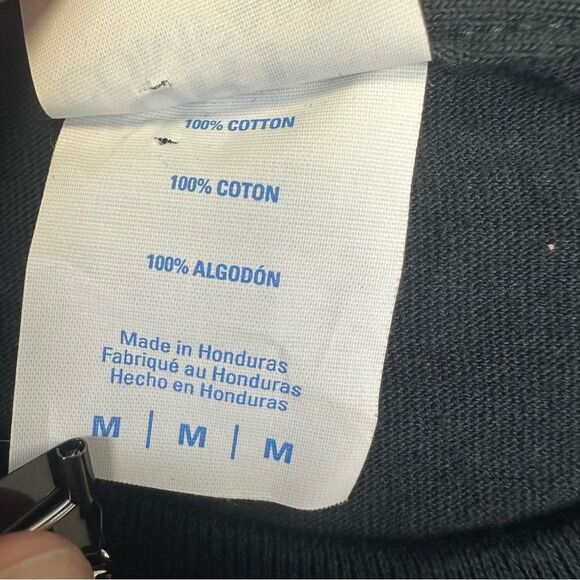 100% COTTON
100% COTON
100% ALGODÓN
Made in Honduras
Fabriqué au Honduras
Hecho en Honduras
M | M | M